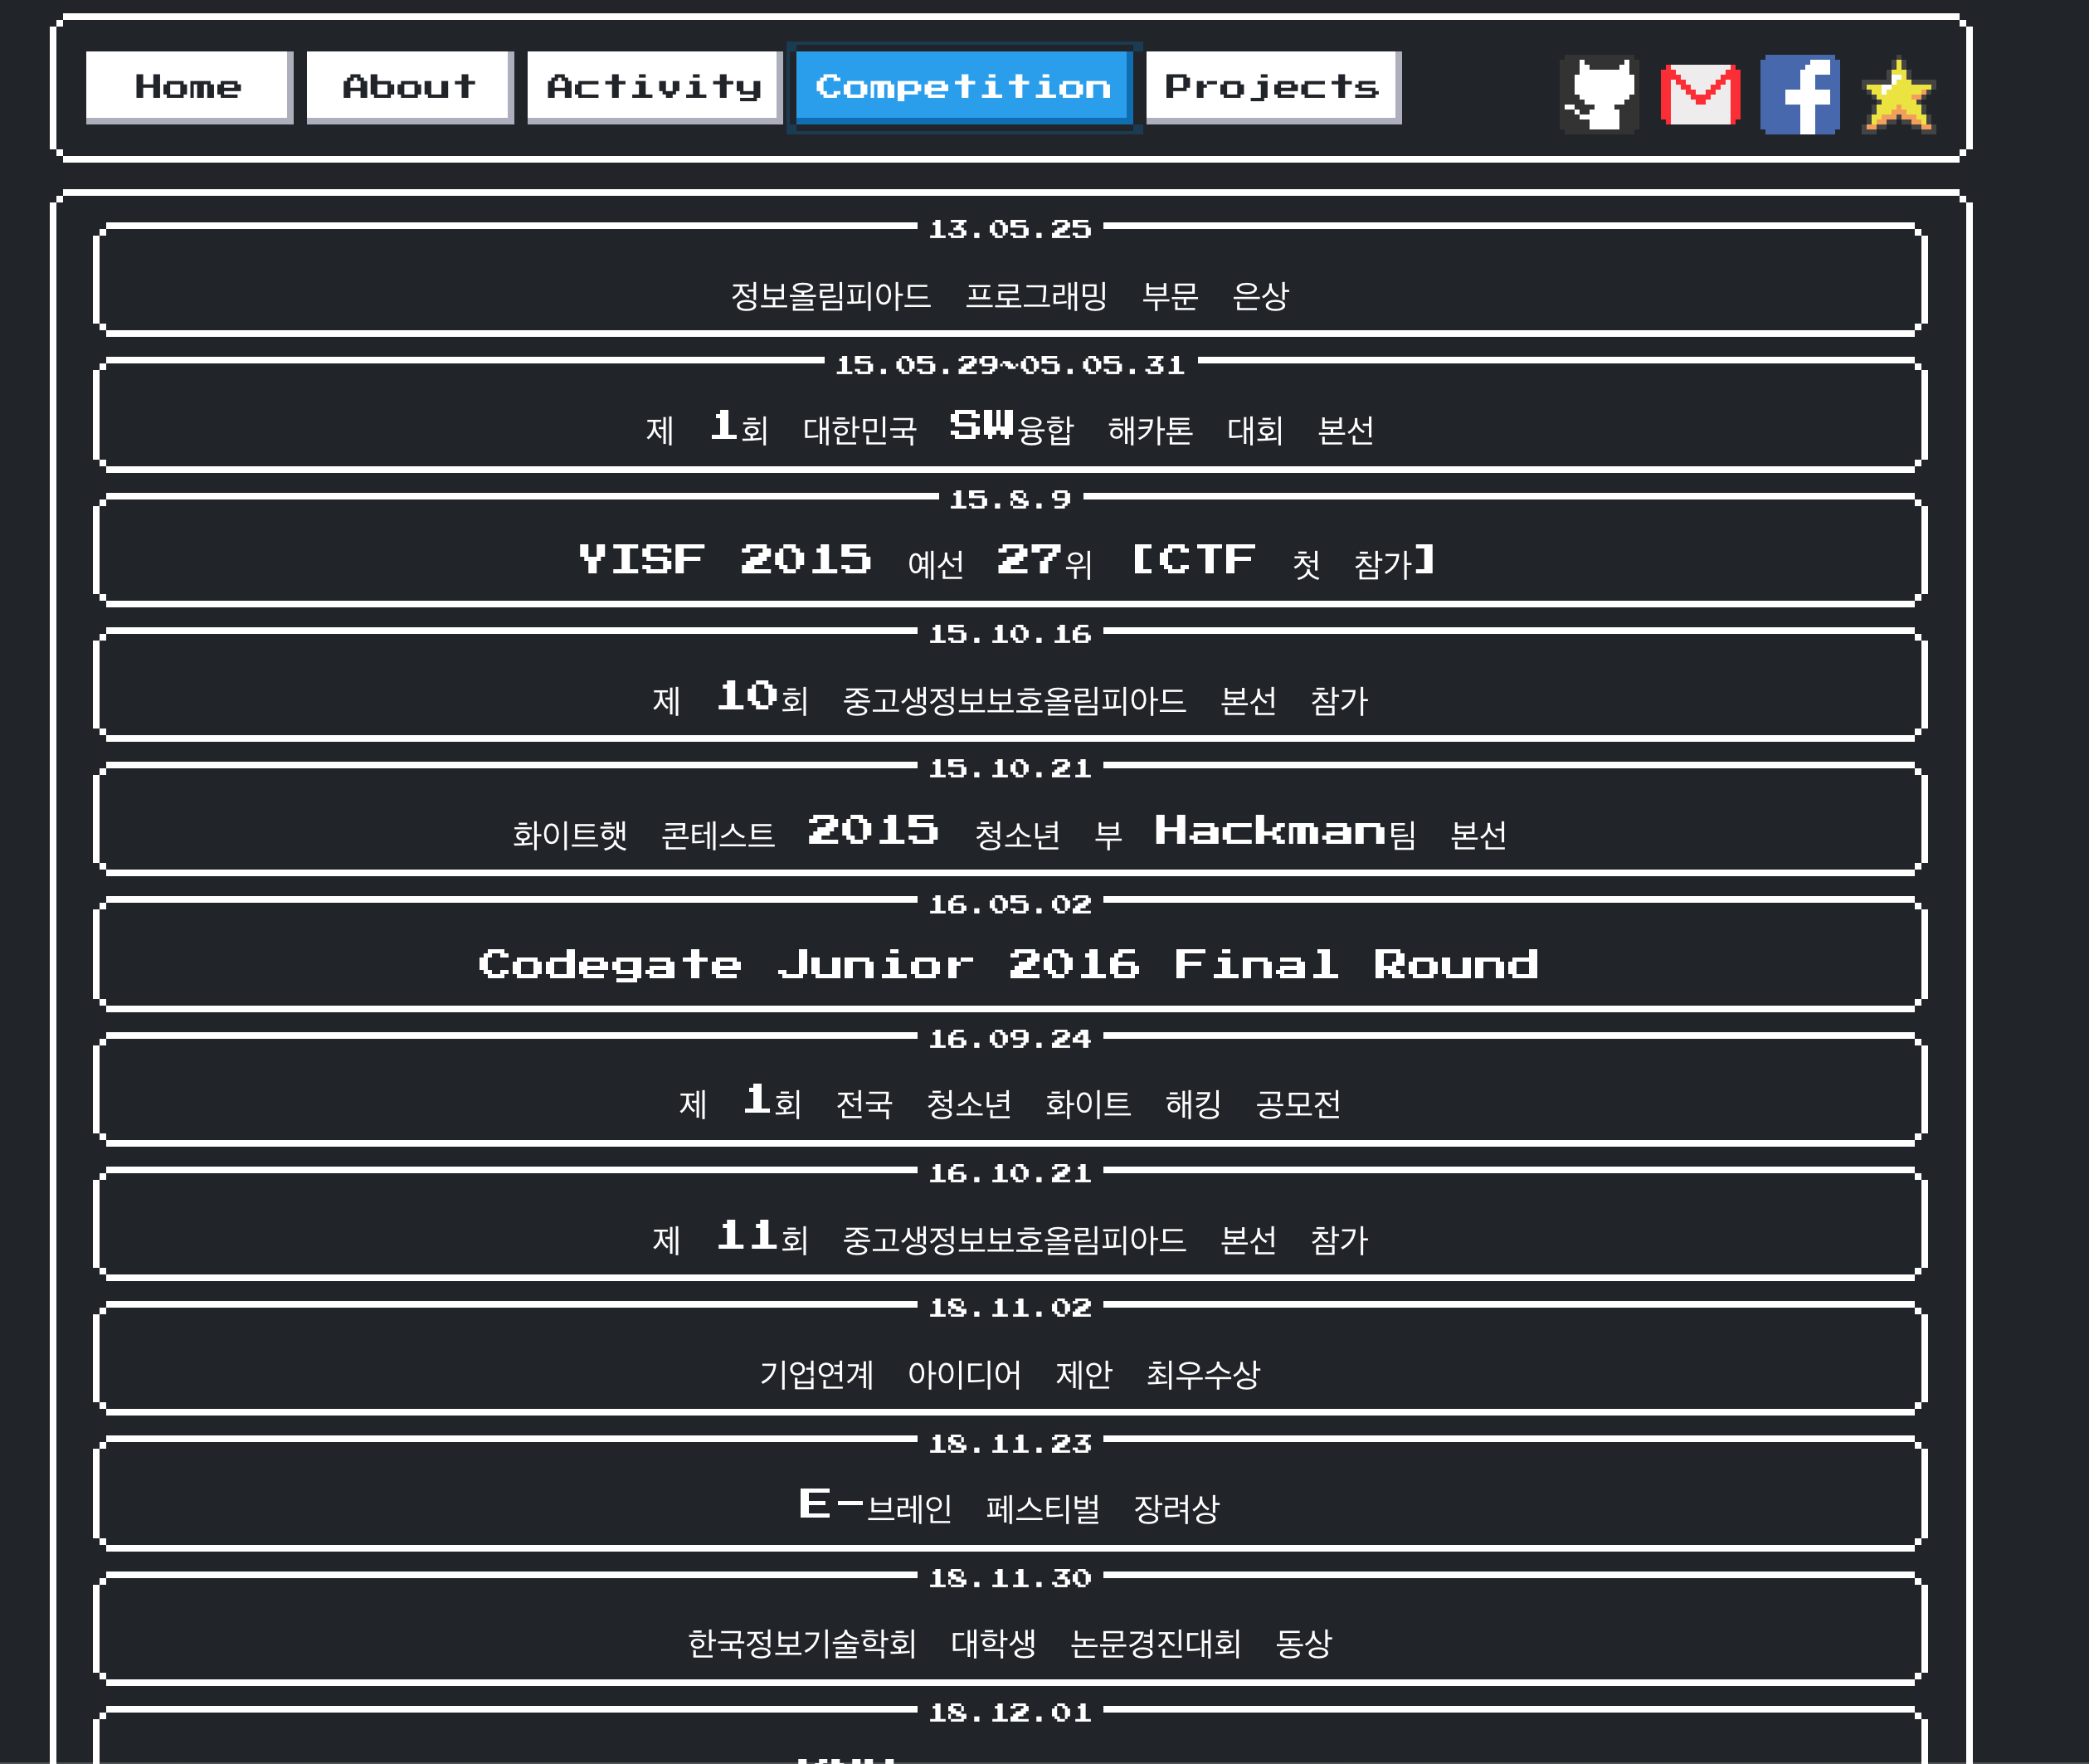 Home About Activity Competition Projects
13.05.25
정보올림피아드 프로그래밍 부문 은상
15.05.29~05.05.31
제 1회 대한민국 SW융합 해카톤 대회 본선
15.8.9
YISF 2015 예선 27위 [CTF 첫 참가]
15.10.16
제 10회 중고생정보보호올림피아드 본선 참가
15.10.21
화이트햇 콘테스트 2015 청소년 부 Hackman팀 본선
16.05.02
Codegate Junior 2016 Final Round
16.09.24
제 1회 전국 청소년 화이트 해킹 공모전
16.10.21
제 11회 중고생정보보호올림피아드 본선 참가
18.11.02
기업연계 아이디어 제안 최우수상
18.11.23
E-브레인 페스티벌 장려상
18.11.30
한국정보기술학회 대학생 논문경진대회 동상
18.12.01